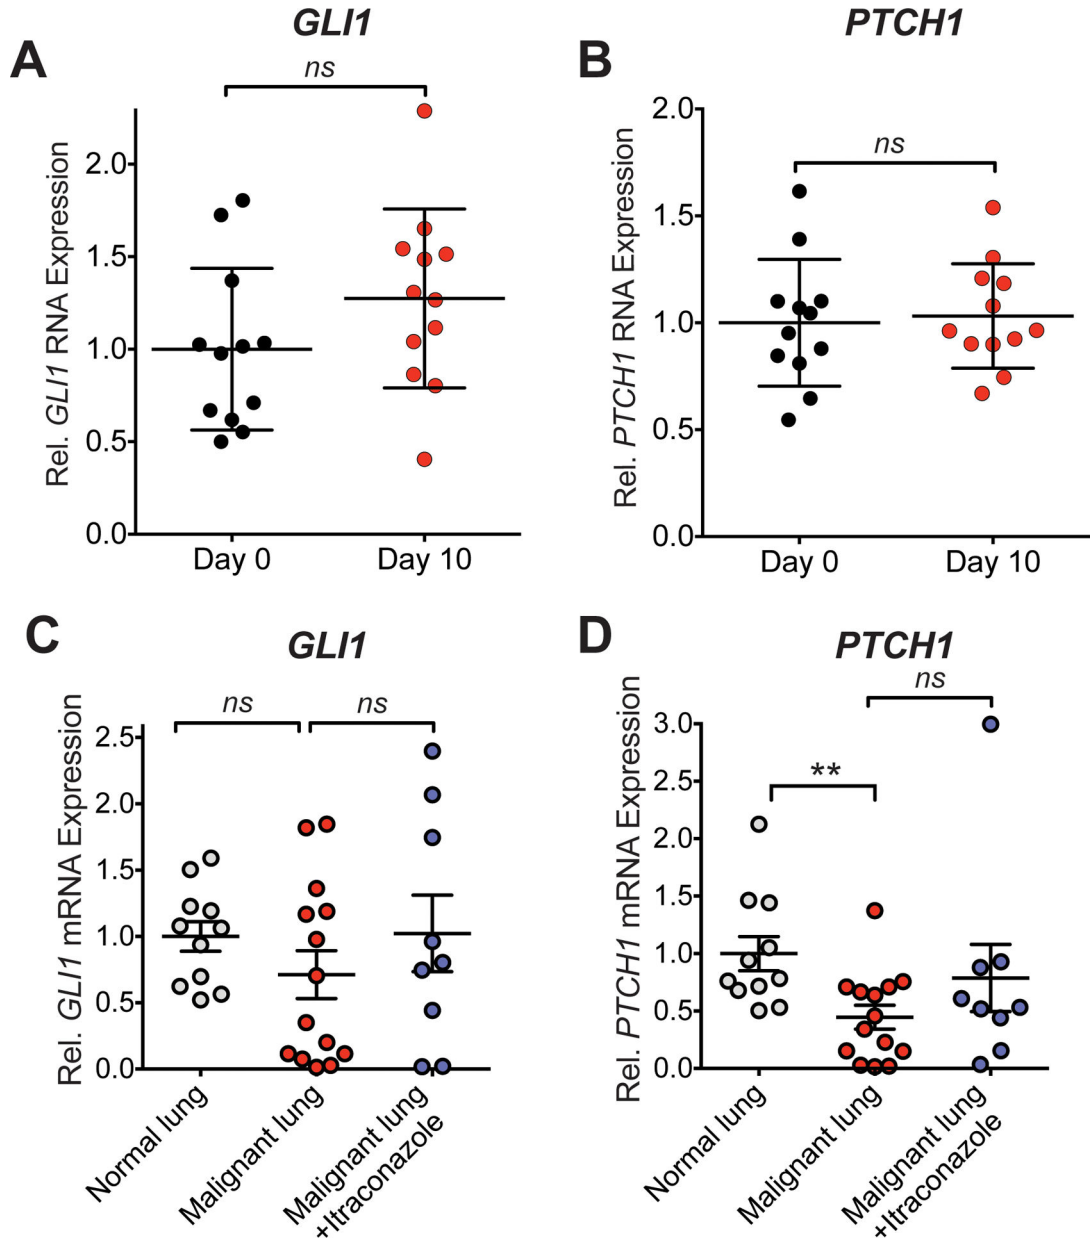 A
GLI1
ns
Rel. GLI1 RNA Expression
2.0
1.5
1.0
0.5
0.0
Day 0
Day 10
B
PTCH1
ns
Rel. PTCH1 RNA Expression
2.0
1.5
1.0
0.5
0.0
Day 0
Day 10
C
GLI1
ns
ns
Rel. GLI1 mRNA Expression
2.5
2.0
1.5
1.0
0.5
0.0
Normal lung
Malignant lung
Malignant lung
+Itraconazole
D
PTCH1
ns
**
Rel. PTCH1 mRNA Expression
3.0
2.5
2.0
1.5
1.0
0.5
0.0
Normal lung
Malignant lung
Malignant lung
+Itraconazole